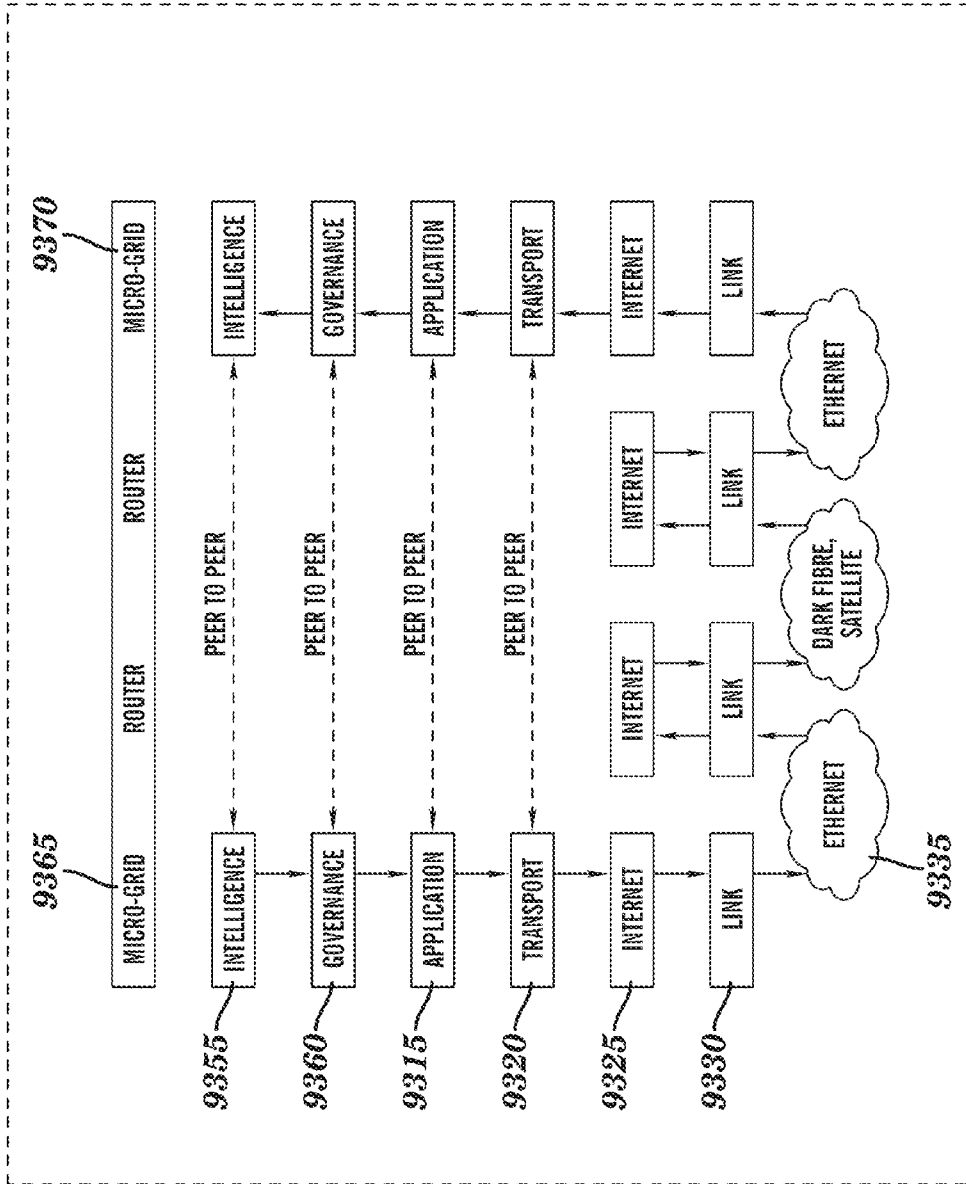 9365
9370
MICRO-GRID
ROUTER
ROUTER
MICRO-GRID
9355
INTELLIGENCE
PEER TO PEER
INTELLIGENCE
9360
GOVERNANCE
PEER TO PEER
GOVERNANCE
9315
APPLICATION
PEER TO PEER
APPLICATION
9320
TRANSPORT
PEER TO PEER
TRANSPORT
9325
INTERNET
INTERNET
INTERNET
INTERNET
9330
LINK
LINK
LINK
LINK
ETHERNET
DARK FIBRE,
SATELLITE
ETHERNET
9335